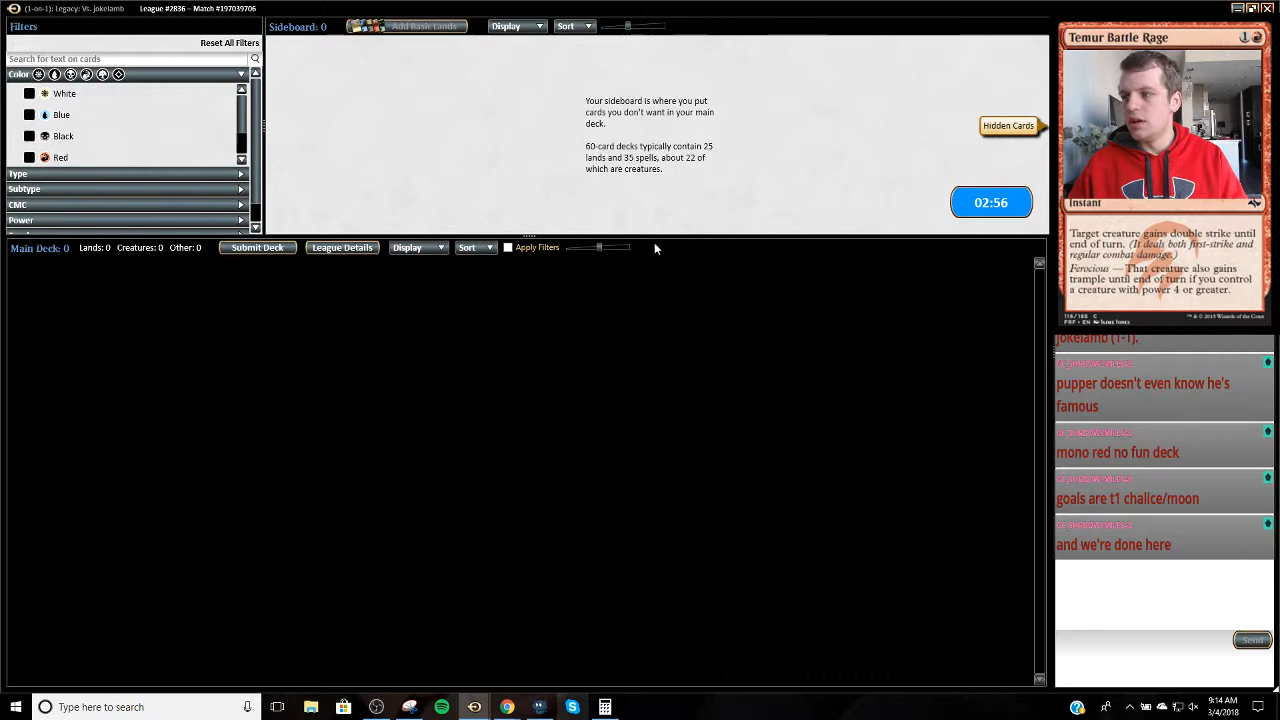 (1-on-1): Legacy: Vs. jokelamb League #2836 – Match #197039706
Filters
Sideboard: 0
Add Basic Lands
Display
Sort
Reset All Filters
Search for text on cards
Color
White
Blue
Black
Red
Type
Subtype
CMC
Power
Your sideboard is where you put
cards you don't want in your main
deck.
60-card decks typically contain 25
lands and 35 spells, about 22 of
which are creatures.
Hidden Cards
02:56
Main Deck: 0 Lands: 0 Creatures: 0 Other: 0
Submit Deck
League Details
Display
Sort
Apply Filters
Temur Battle Rage 1
Instant
Target creature gains double strike until
end of turn. (It deals both first-strike and
regular combat damage.)
Ferocious — That creature also gains
trample until end of turn if you control
a creature with power 4 or greater.
jokelamb (1-1).
pupper doesn't even know he's
famous
mono red no fun deck
goals are t1 chalice/moon
and we're done here
Send
Type here to search
9:14 AM
3/4/2018